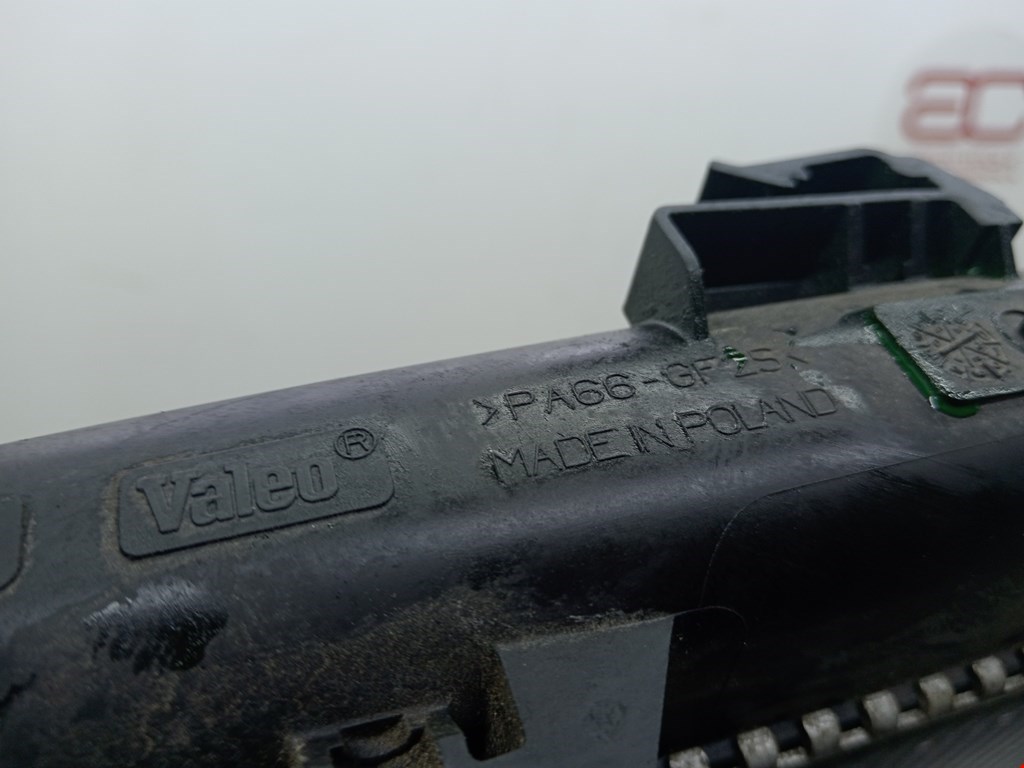 Valeo®
>PA66-GF25<
MADE IN POLAND